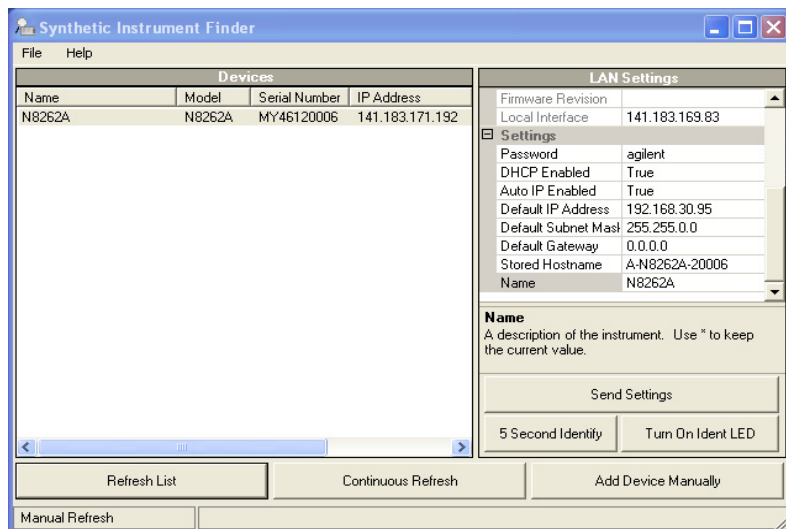 Synthetic Instrument Finder
File Help
Devices
Name Model Serial Number IP Address
N8262A N8262A MY46120006 141.183.171.192
LAN Settings
Firmware Revision
Local Interface 141.183.169.83
Settings
Password agilent
DHCP Enabled True
Auto IP Enabled True
Default IP Address 192.168.30.95
Default Subnet Mask 255.255.0.0
Default Gateway 0.0.0.0
Stored Hostname A-N8262A-20006
Name N8262A
Name
A description of the instrument. Use * to keep
the current value.
Send Settings
5 Second Identify Turn On Ident LED
Refresh List Continuous Refresh Add Device Manually
Manual Refresh